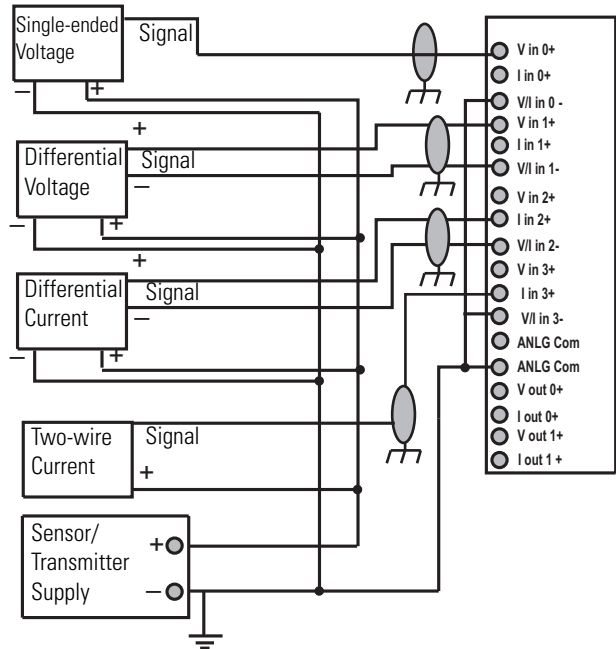 Single-ended
Voltage
Signal
−
+
+
Differential
Voltage
Signal
−
−
+
+
Differential
Current
Signal
−
−
+
Two-wire
Current
Signal
+
Sensor/
Transmitter
Supply
+
−
V in 0+
I in 0+
V/I in 0 -
V in 1+
I in 1+
V/I in 1-
V in 2+
I in 2+
V/I in 2-
V in 3+
I in 3+
V/I in 3-
ANLG Com
ANLG Com
V out 0+
I out 0+
V out 1+
I out 1 +